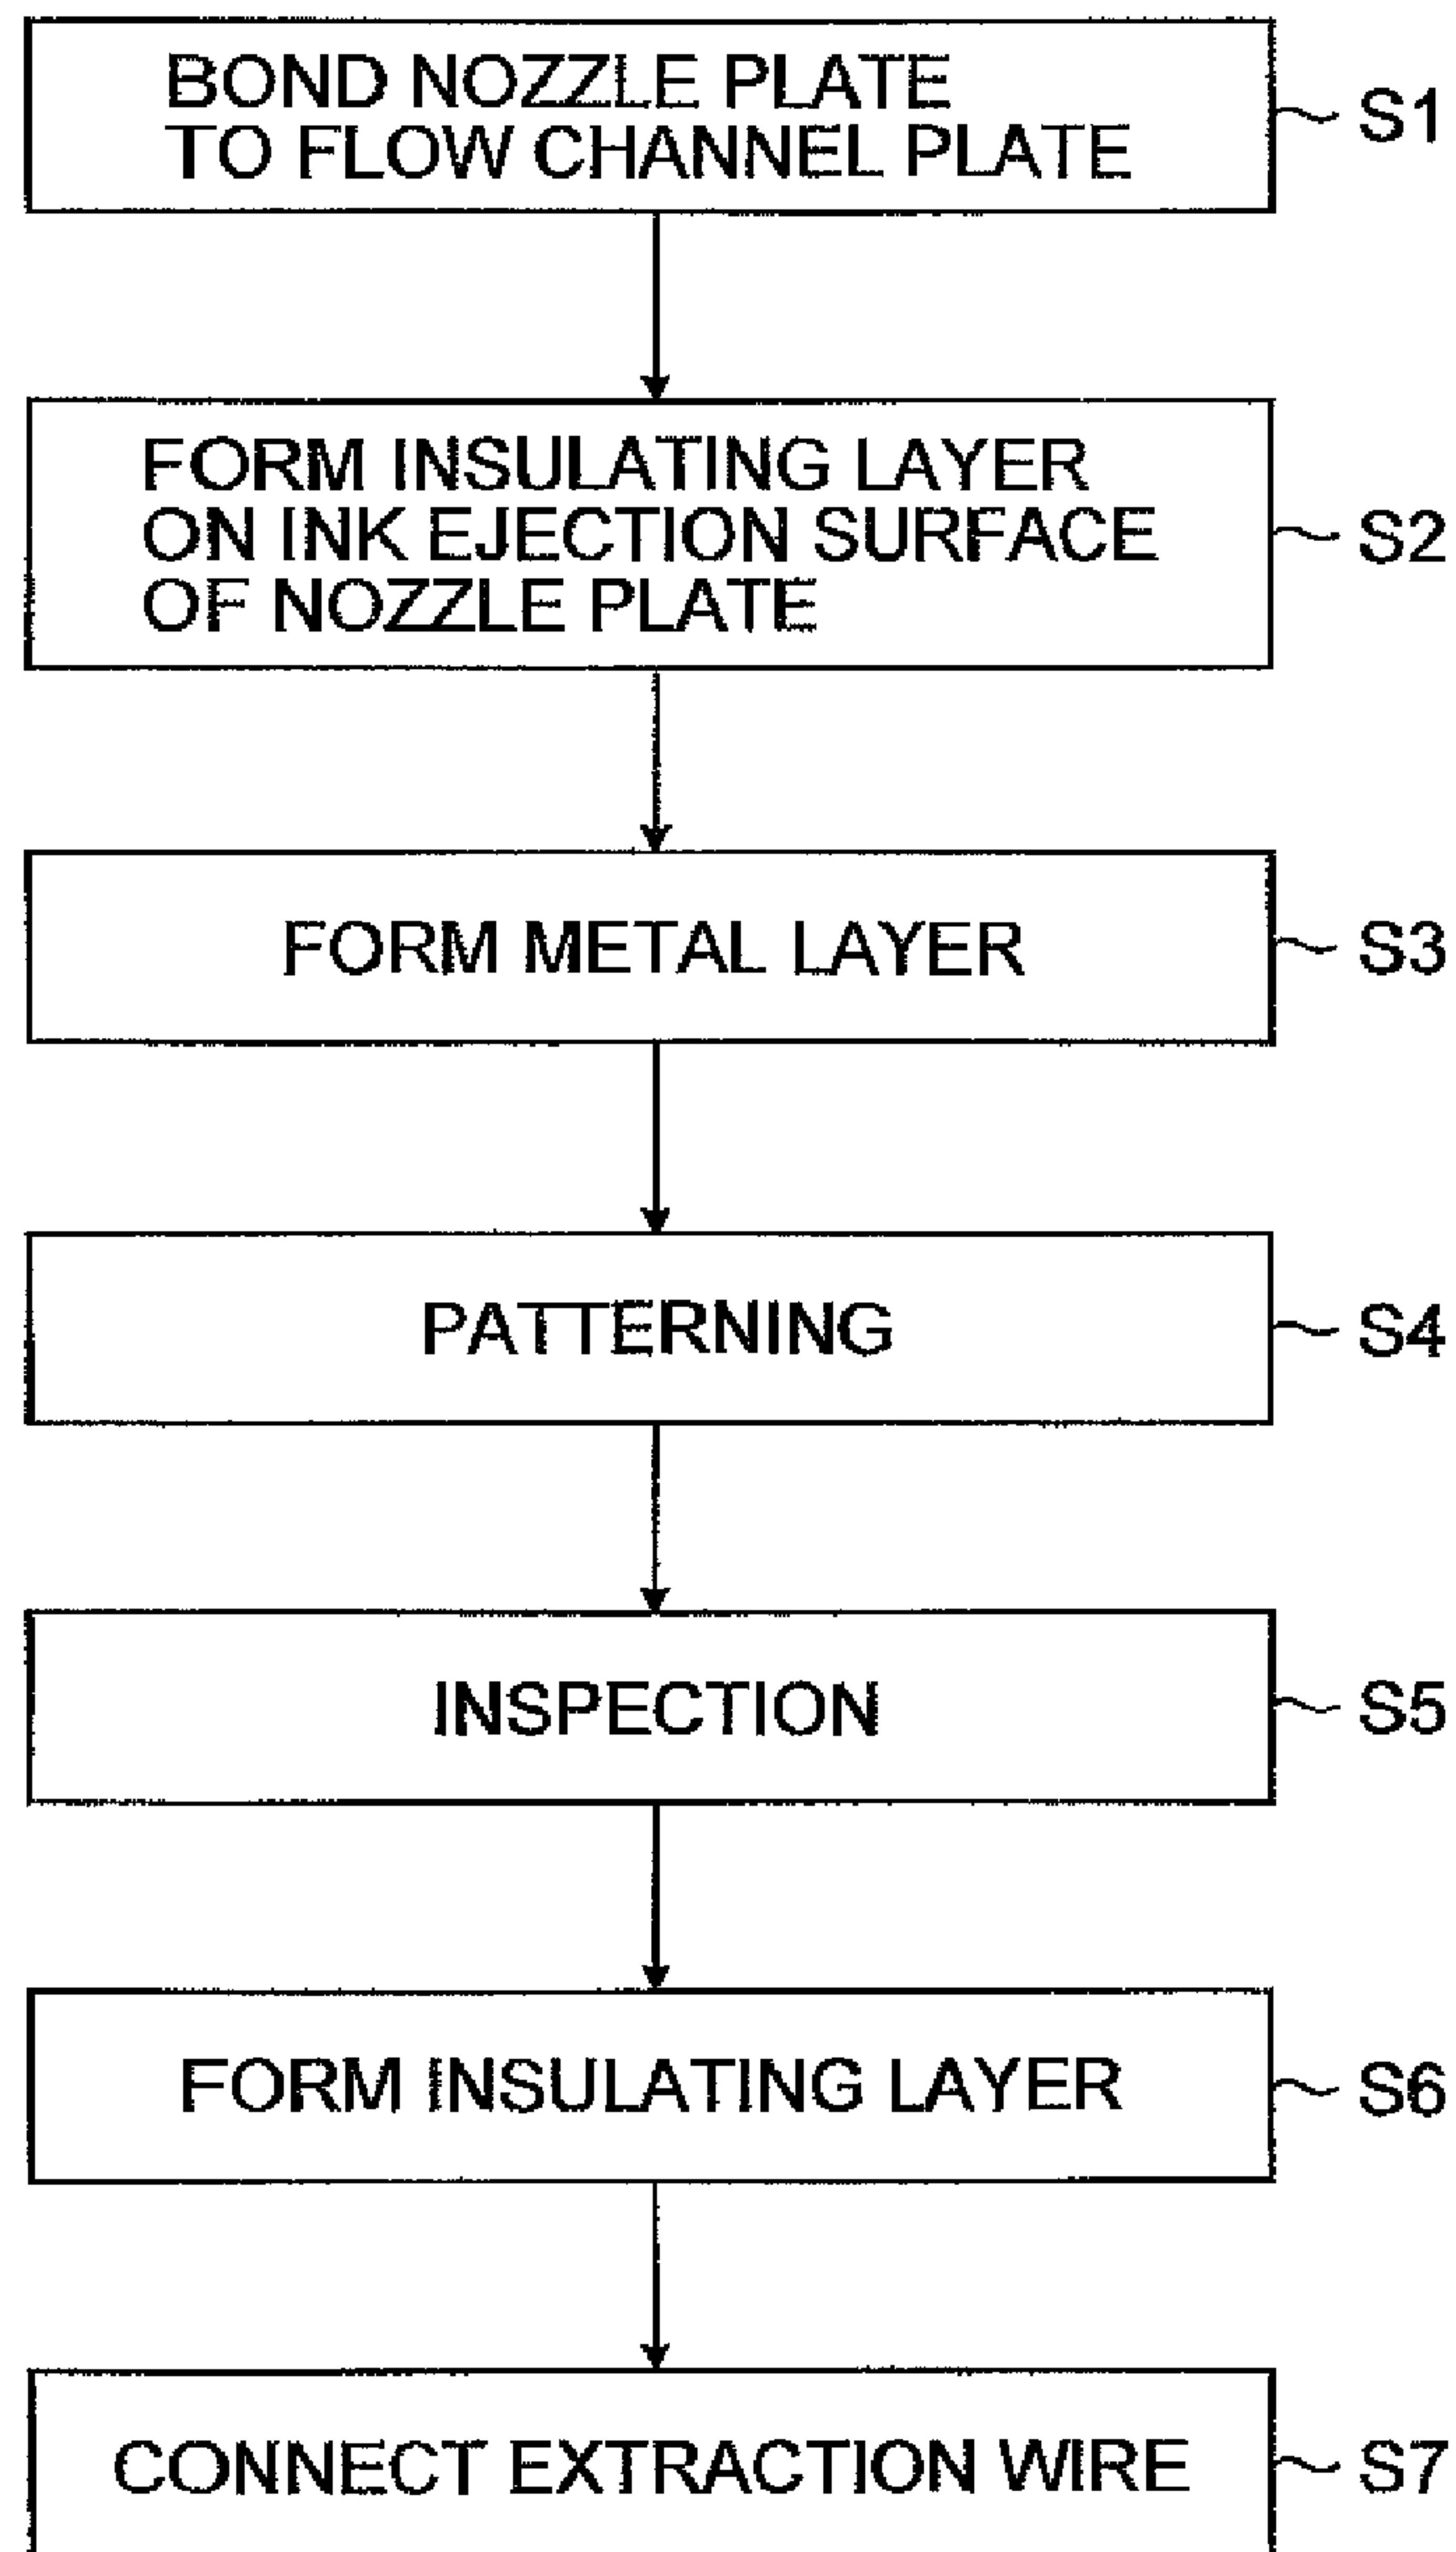 BOND NOZZLE PLATE
TO FLOW CHANNEL PLATE
S1
FORM INSULATING LAYER
ON INK EJECTION SURFACE
OF NOZZLE PLATE
S2
FORM METAL LAYER
S3
PATTERNING
S4
INSPECTION
S5
FORM INSULATING LAYER
S6
CONNECT EXTRACTION WIRE
S7